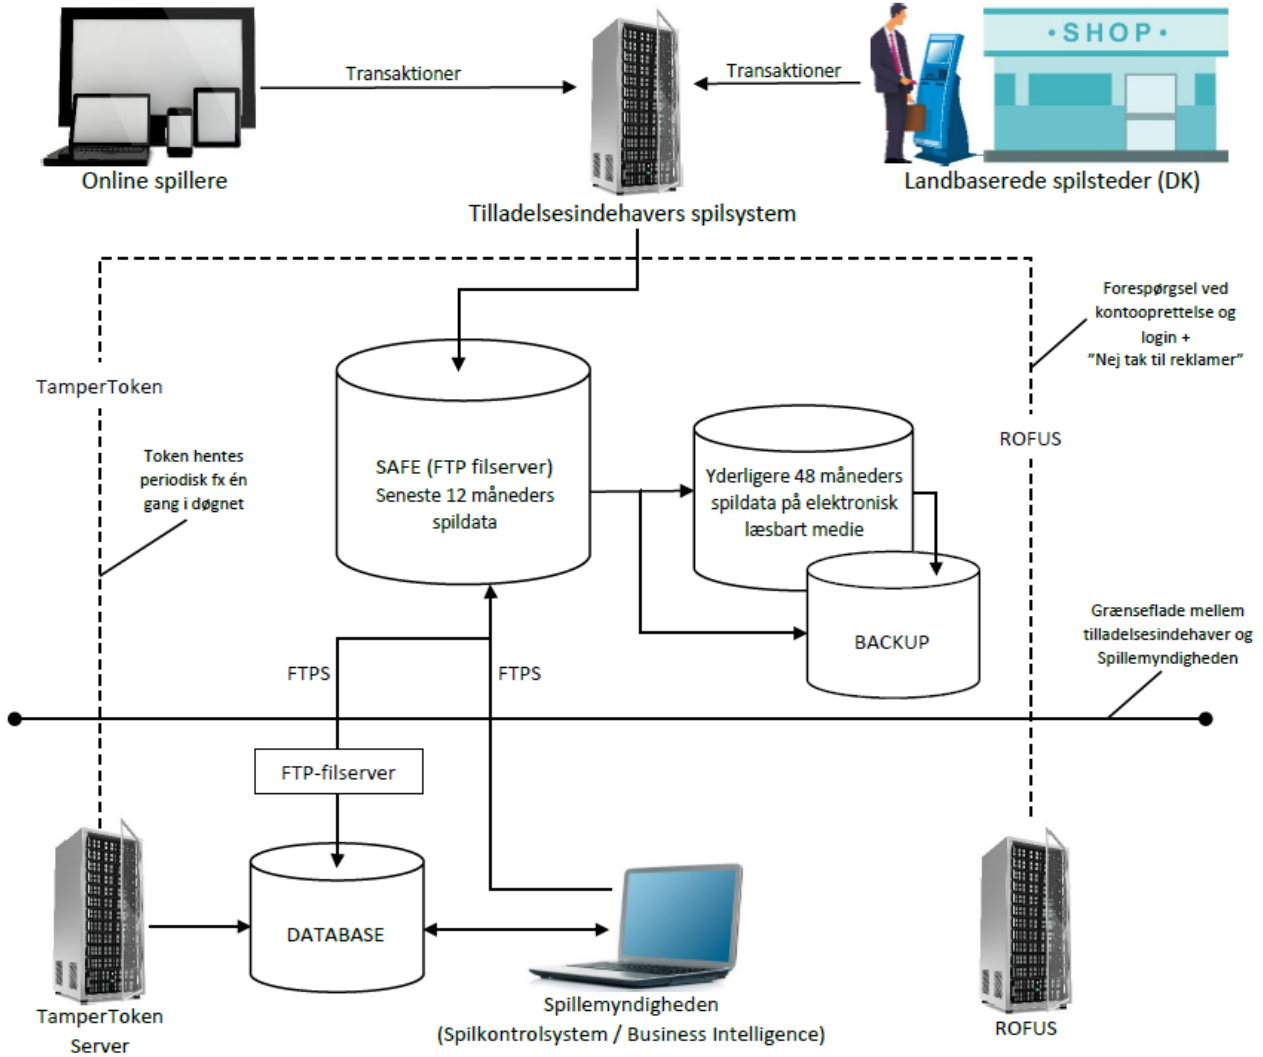 · SHOP ·
Transaktioner
Transaktioner
Online spillere
Landbaserede spilsteder (DK)
Tilladelsesindehavers spilsystem
Forespørgsel ved
kontooprettelse og
login +
”Nej tak til reklamer”
TamperToken
ROFUS
Token hentes
periodisk fx én
gang i døgnet
SAFE (FTP filserver)
Seneste 12 måneders
spildata
Yderligere 48 måneders
spildata på elektronisk
læsbart medie
BACKUP
Grænseflade mellem
tilladelsesindehaver og
Spillemyndigheden
FTPS
FTPS
FTP-filserver
DATABASE
TamperToken
Server
Spillemyndigheden
(Spilkontrolsystem / Business Intelligence)
ROFUS